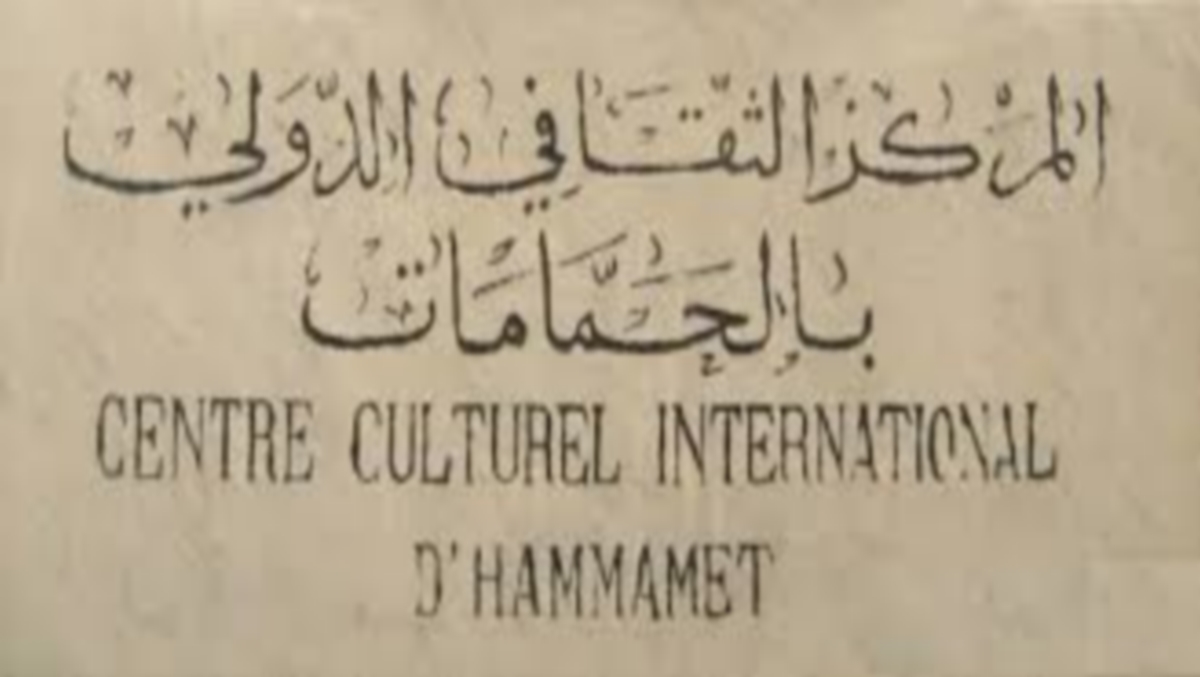 المركز الثقافي الدولي
بالحمامات
CENTRE CULTUREL INTERNATIONAL
D'HAMMAMET